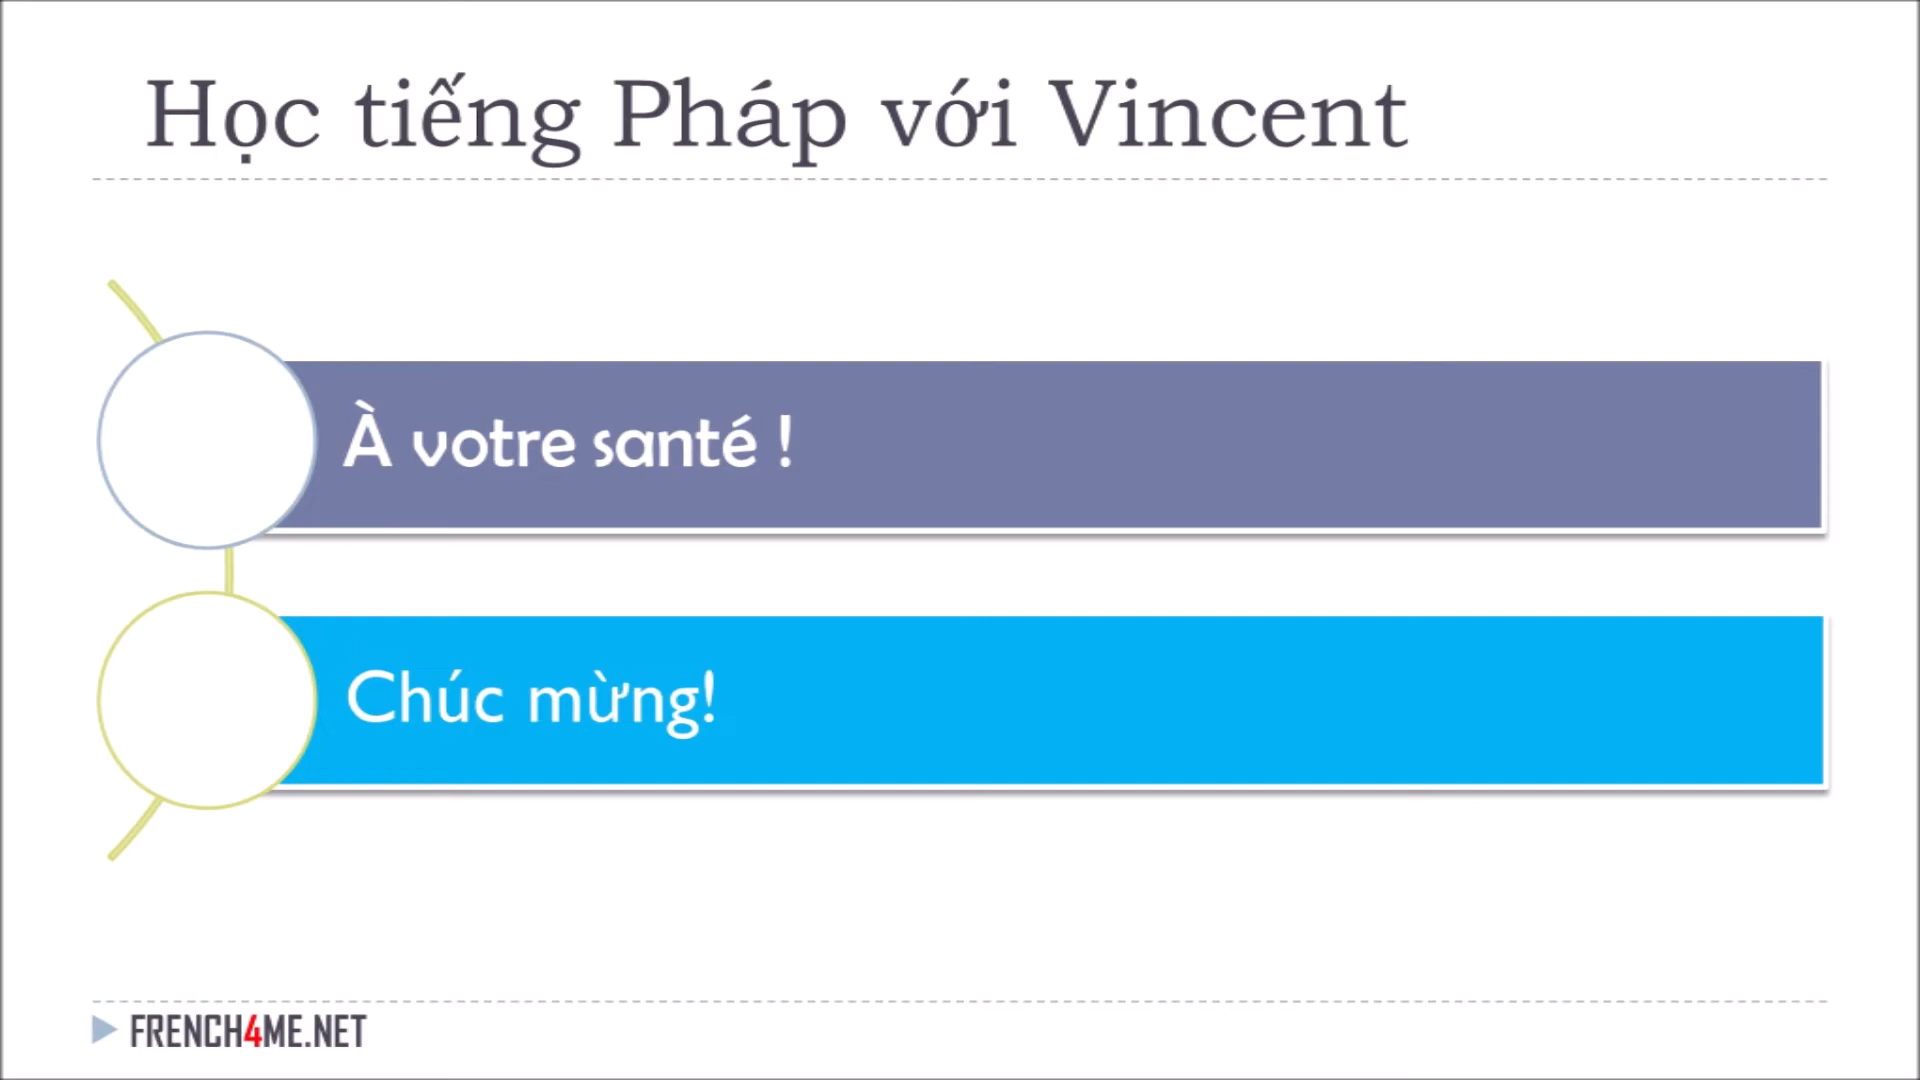 Học tiếng Pháp với Vincent
À votre santé !
Chúc mừng!
FRENCH4ME.NET